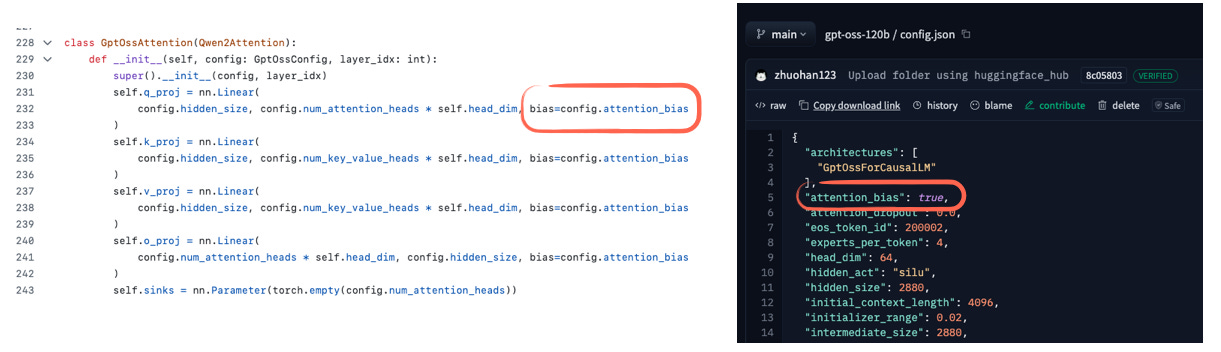 228 class GptOssAttention(Qwen2Attention):
229 def __init__(self, config: GptOssConfig, layer_idx: int):
230 super().__init__(config, layer_idx)
231 self.q_proj = nn.Linear(
232 config.hidden_size, config.num_attention_heads * self.head_dim, bias=config.attention_bias
233 )
234 self.k_proj = nn.Linear(
235 config.hidden_size, config.num_key_value_heads * self.head_dim, bias=config.attention_bias
236 )
237 self.v_proj = nn.Linear(
238 config.hidden_size, config.num_key_value_heads * self.head_dim, bias=config.attention_bias
239 )
240 self.o_proj = nn.Linear(
241 config.num_attention_heads * self.head_dim, config.hidden_size, bias=config.attention_bias
242 )
243 self.sinks = nn.Parameter(torch.empty(config.num_attention_heads))
main gpt-oss-120b / config.json
zhuohan123 Upload folder using huggingface_hub 8c05803 VERIFIED
</> raw Copy download link history blame contribute delete Safe
1 {
2 "architectures": [
3 "GptOssForCausalLM"
4 ],
5 "attention_bias": true,
6 "attention_dropout": 0.0,
7 "eos_token_id": 200002,
8 "experts_per_token": 4,
9 "head_dim": 64,
10 "hidden_act": "silu",
11 "hidden_size": 2880,
12 "initial_context_length": 4096,
13 "initializer_range": 0.02,
14 "intermediate_size": 2880,